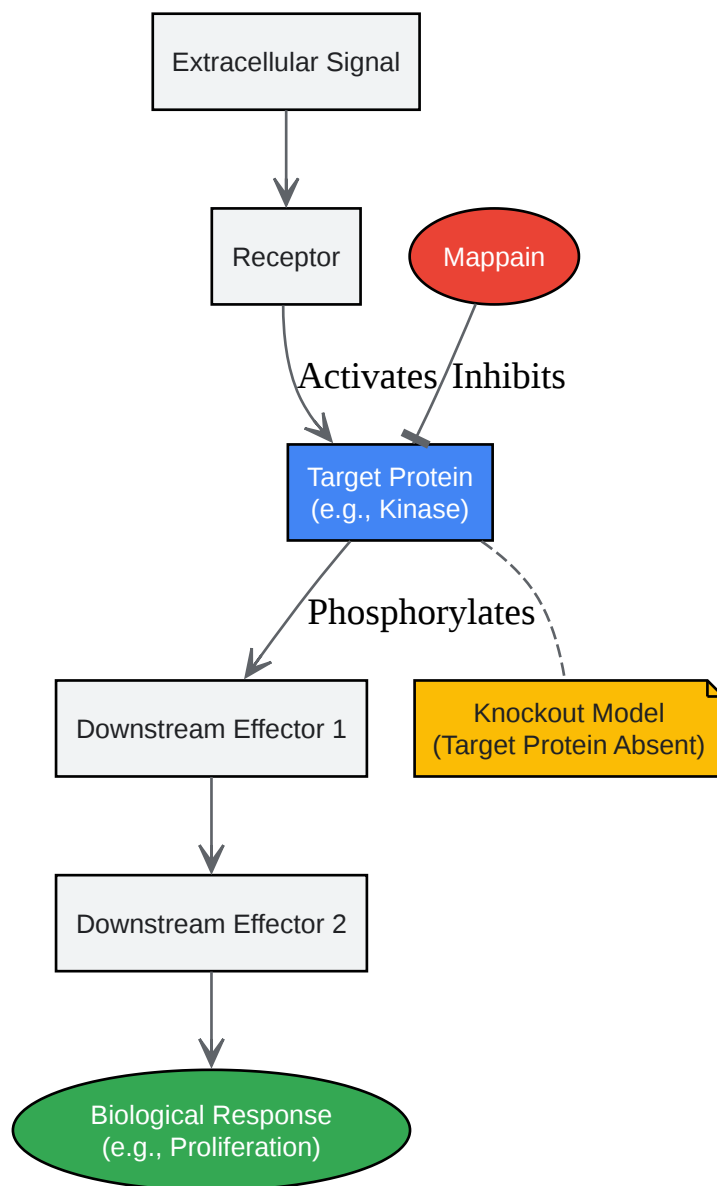 Extracellular Signal
Receptor
Mappain
Activates
Inhibits
Target Protein
(e.g., Kinase)
Phosphorylates
Downstream Effector 1
Knockout Model
(Target Protein Absent)
Downstream Effector 2
Biological Response
(e.g., Proliferation)